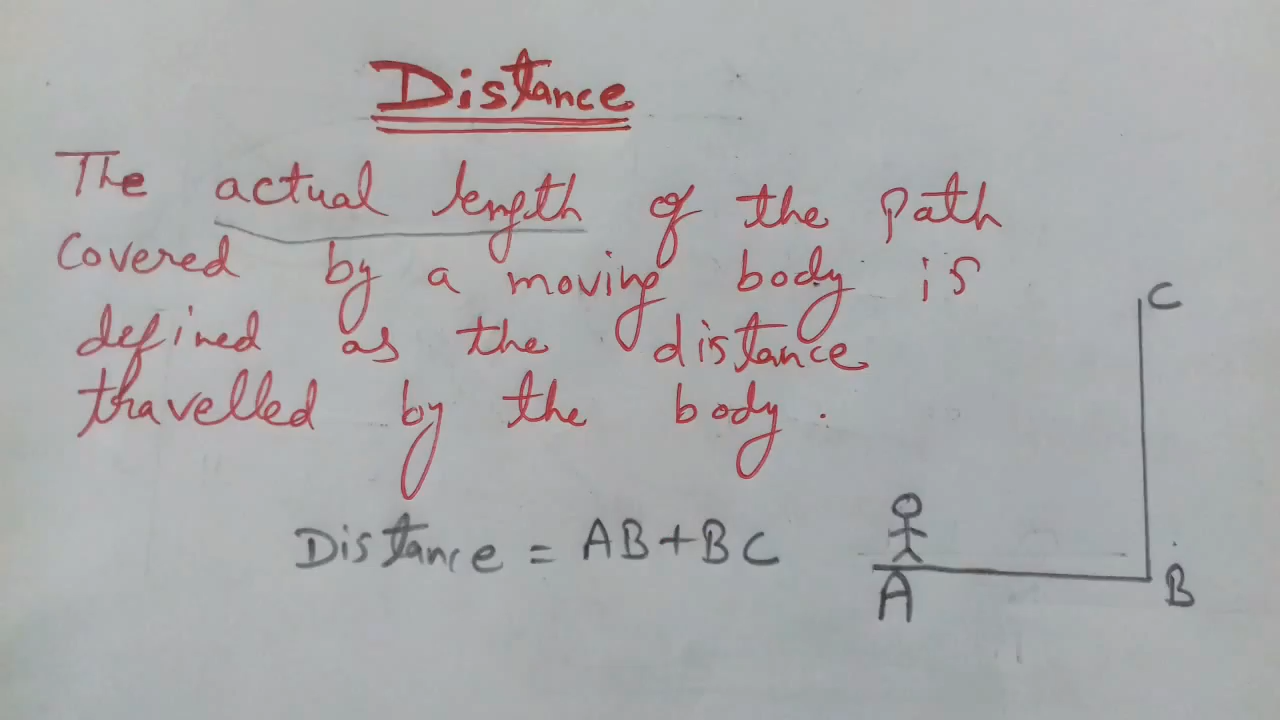 Distance
The actual length of the path
covered by a moving body is
defined as the distance
travelled by the body.
Distance = AB+BC
C
A
B